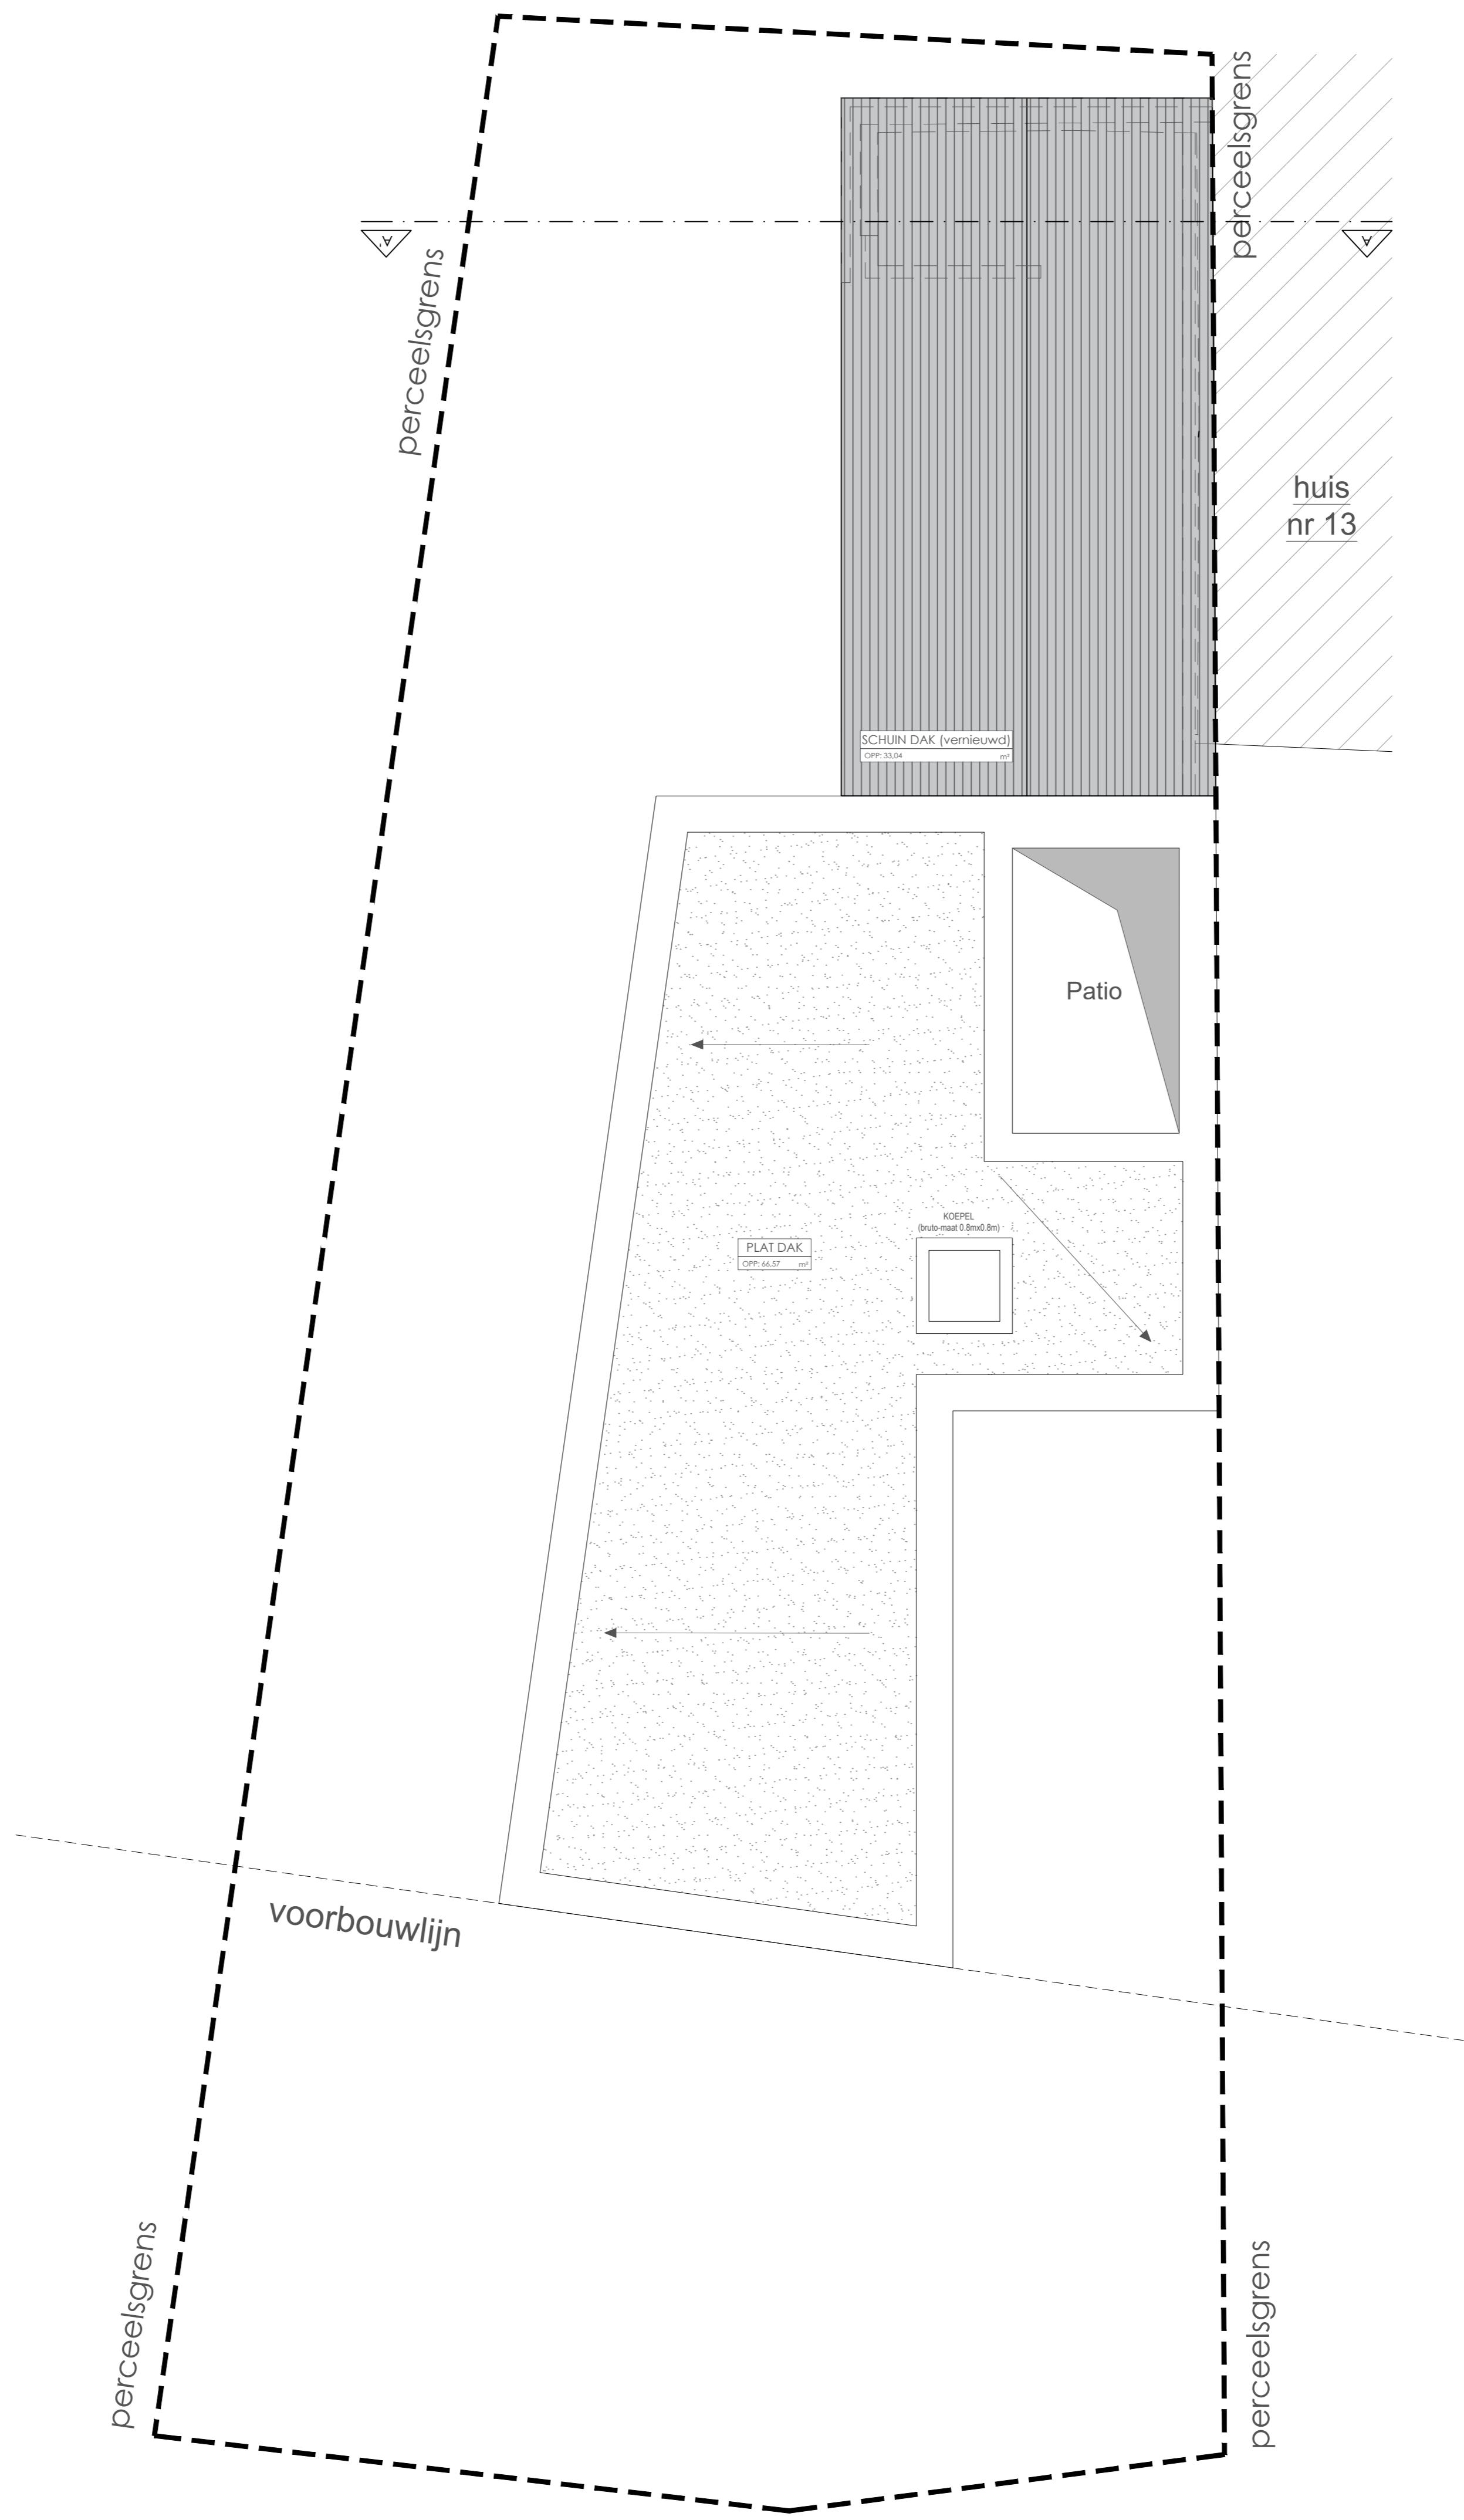 perceelsgrens
A'
A
perceelsgrens
huis
nr 13
SCHUIN DAK (vernieuwd)
OPP: 33,04 m²
Patio
KOEPEL
(bruto-maat 0.8mx0.8m)
PLAT DAK
OPP: 66,57 m²
voorbouwlijn
perceelsgrens
perceelsgrens